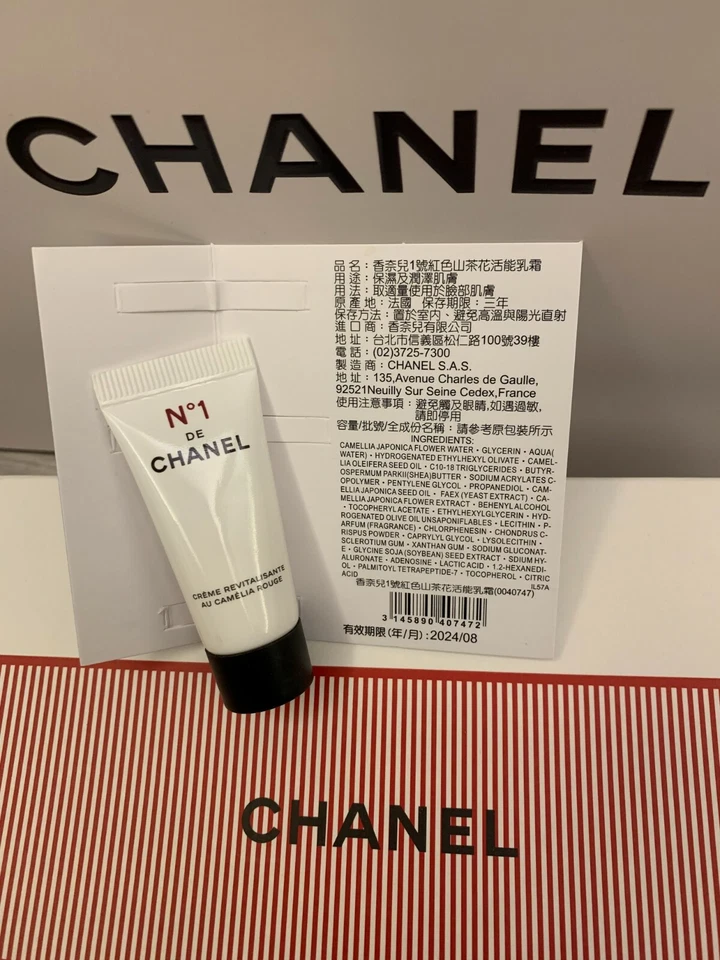 CHANEL
品 名：香奈兒1號紅色山茶花活能乳霜
用 途：保濕及潤澤肌膚
用 法：取適量使用於臉部肌膚
原 產 地：法國 保存期限：三年
保存方法：置於室內、避免高溫與陽光直射
進 口 商：香奈兒有限公司
地 址：台北市信義區松仁路100號39樓
電 話：(02)3725-7300
製 造 商：CHANEL S.A.S.
地 址：135,Avenue Charles de Gaulle,
92521Neuilly Sur Seine Cedex,France
使用注意事項：避免觸及眼睛,如遇過敏,
請即停用
容量/批號/全成份名稱：請參考原包裝所示
INGREDIENTS:
CAMELLIA JAPONICA FLOWER WATER・GLYCERIN・AQUA(
WATER)・HYDROGENATED ETHYLHEXYL OLIVATE・CAMEL-
LIA OLEIFERA SEED OIL・C10-18 TRIGLYCERIDES・BUTYR-
OSPERMUM PARKII(SHEA)BUTTER・SODIUM ACRYLATES C-
OPOLYMER・PENTYLENE GLYCOL・PROPANEDIOL・CAM-
ELLIA JAPONICA SEED OIL・FAEX (YEAST EXTRACT)・CA-
MELLIA JAPONICA FLOWER EXTRACT・BEHENYL ALCOHOL
・TOCOPHERYL ACETATE・ETHYLHEXYLGLYCERIN・HYD-
ROGENATED OLIVE OIL UNSAPONIFIABLES・LECITHIN・P-
ARFUM (FRAGRANCE)・CHLORPHENESIN・CHONDRUS C-
RISPUS POWDER・CAPRYLYL GLYCOL・LYSOLECITHIN・
SCLEROTIUM GUM・XANTHAN GUM・SODIUM GLUCONAT-
E・GLYCINE SOJA (SOYBEAN) SEED EXTRACT・SODIUM HY-
ALURONATE・ADENOSINE・LACTIC ACID・1,2-HEXANEDI-
OL・PALMITOYL TETRAPEPTIDE-7・TOCOPHEROL・CITRIC
ACID IL57A
香奈兒1號紅色山茶花活能乳霜(0040747)
3 145890 407472
有效期限(年/月):2024/08
N°1
DE
CHANEL
CRÈME REVITALISANTE
AU CAMÉLIA ROUGE
CHANEL